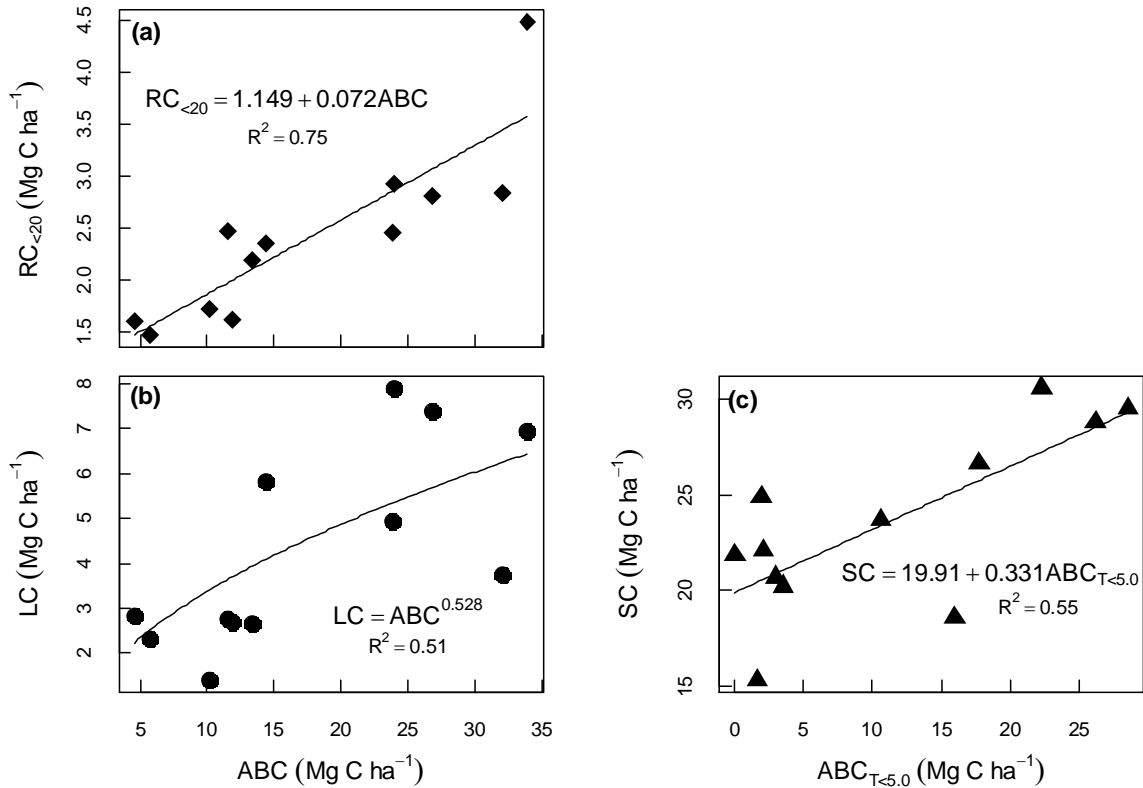 (a)
RC<20 = 1.149 + 0.072ABC
R² = 0.75
RC<20 (Mg C ha⁻¹)
4.5
4.0
3.5
3.0
2.5
2.0
1.5
(b)
LC = ABC^0.528
R² = 0.51
LC (Mg C ha⁻¹)
8
7
6
5
4
3
2
5 10 15 20 25 30 35
ABC (Mg C ha⁻¹)
(c)
SC = 19.91 + 0.331ABC_T<5.0
R² = 0.55
SC (Mg C ha⁻¹)
30
25
20
15
0 5 10 15 20 25
ABC_T<5.0 (Mg C ha⁻¹)